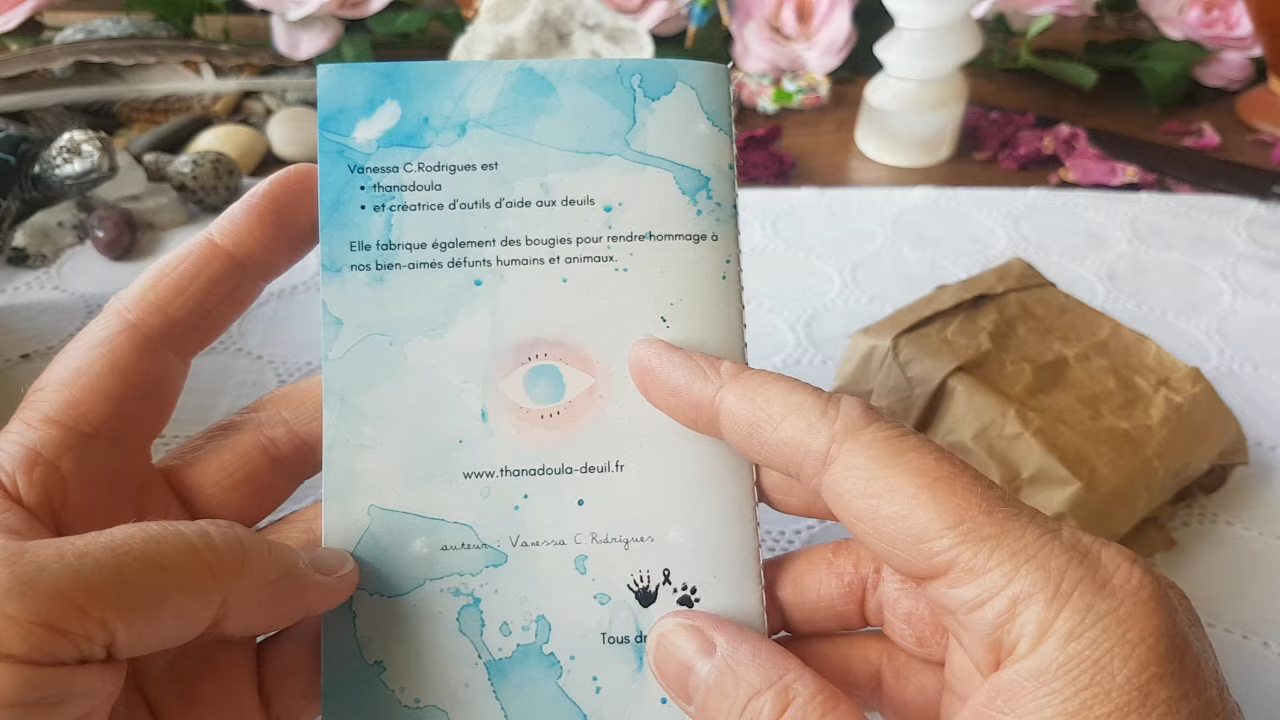 Vanessa C.Rodrigues est
• thanadoula
• et créatrice d'outils d'aide aux deuils
Elle fabrique également des bougies pour rendre hommage à
nos bien-aimés défunts humains et animaux.
www.thanadoula-deuil.fr
auteur : Vanessa C.Rodrigues
Tous